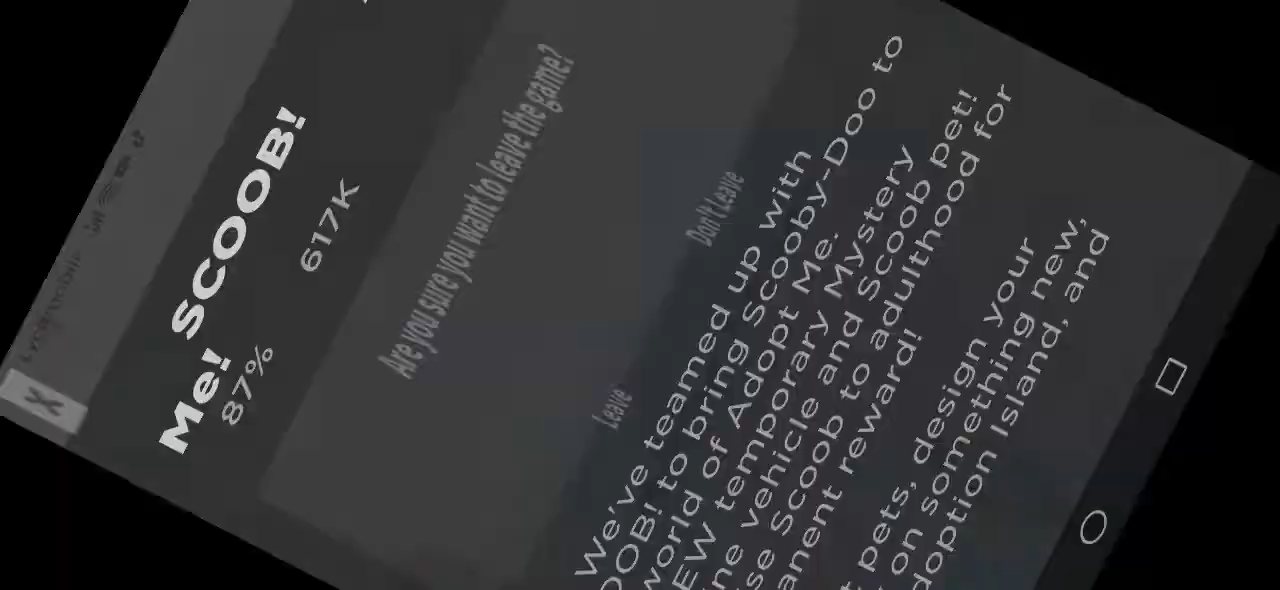 Lycamobile
X
Me! SCOOB!
87%
617K
Are you sure you want to leave the game?
Leave
Don't Leave
We've teamed up with
OOB! to bring Scooby-Doo to
world of Adopt Me.
EW temporary Mystery
ne vehicle and Scoob pet!
se Scoob to adulthood for
anent reward!
t pets, design your
on something new,
doption Island, and